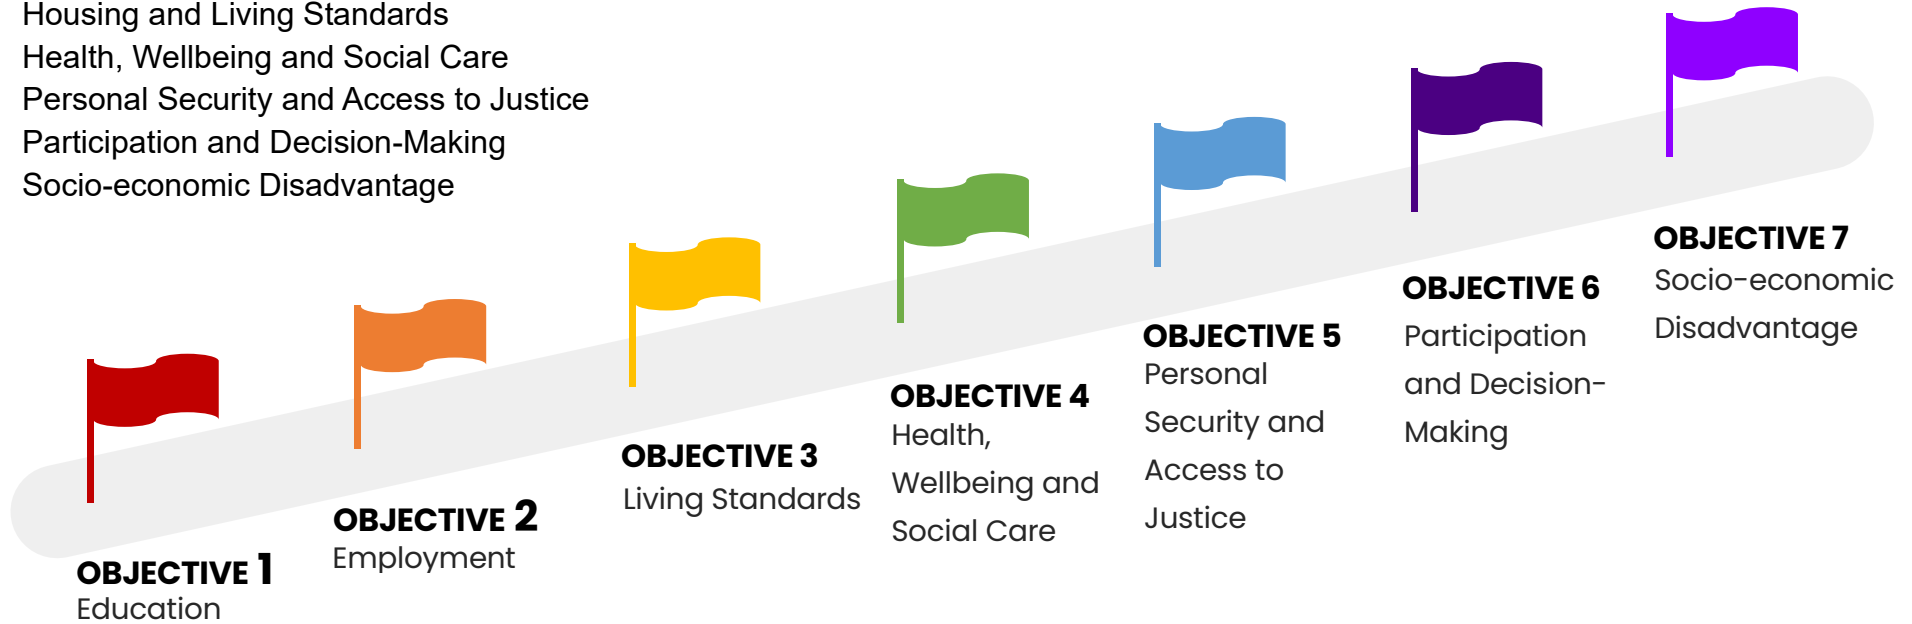 Housing and Living Standards
Health, Wellbeing and Social Care
Personal Security and Access to Justice
Participation and Decision-Making
Socio-economic Disadvantage
OBJECTIVE 1
Education
OBJECTIVE 2
Employment
OBJECTIVE 3
Living Standards
OBJECTIVE 4
Health,
Wellbeing and
Social Care
OBJECTIVE 5
Personal
Security and
Access to
Justice
OBJECTIVE 6
Participation
and Decision-
Making
OBJECTIVE 7
Socio-economic
Disadvantage